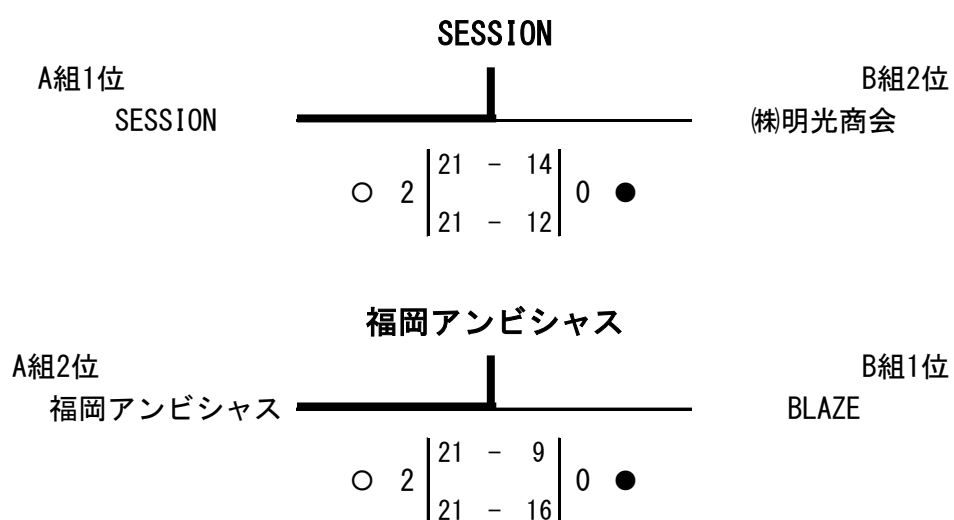 SESSION
A組1位 B組2位
SESSION ㈱明光商会
21 - 14
○ 2 0 ●
21 - 12
福岡アンビシャス
A組2位 B組1位
福岡アンビシャス BLAZE
21 - 9
○ 2 0 ●
21 - 16